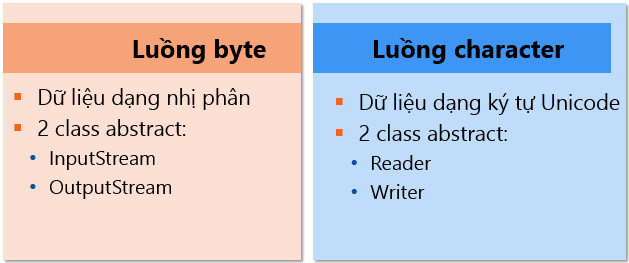 Luồng byte
Dữ liệu dạng nhị phân
2 class abstract:
InputStream
OutputStream
Luồng character
Dữ liệu dạng ký tự Unicode
2 class abstract:
Reader
Writer